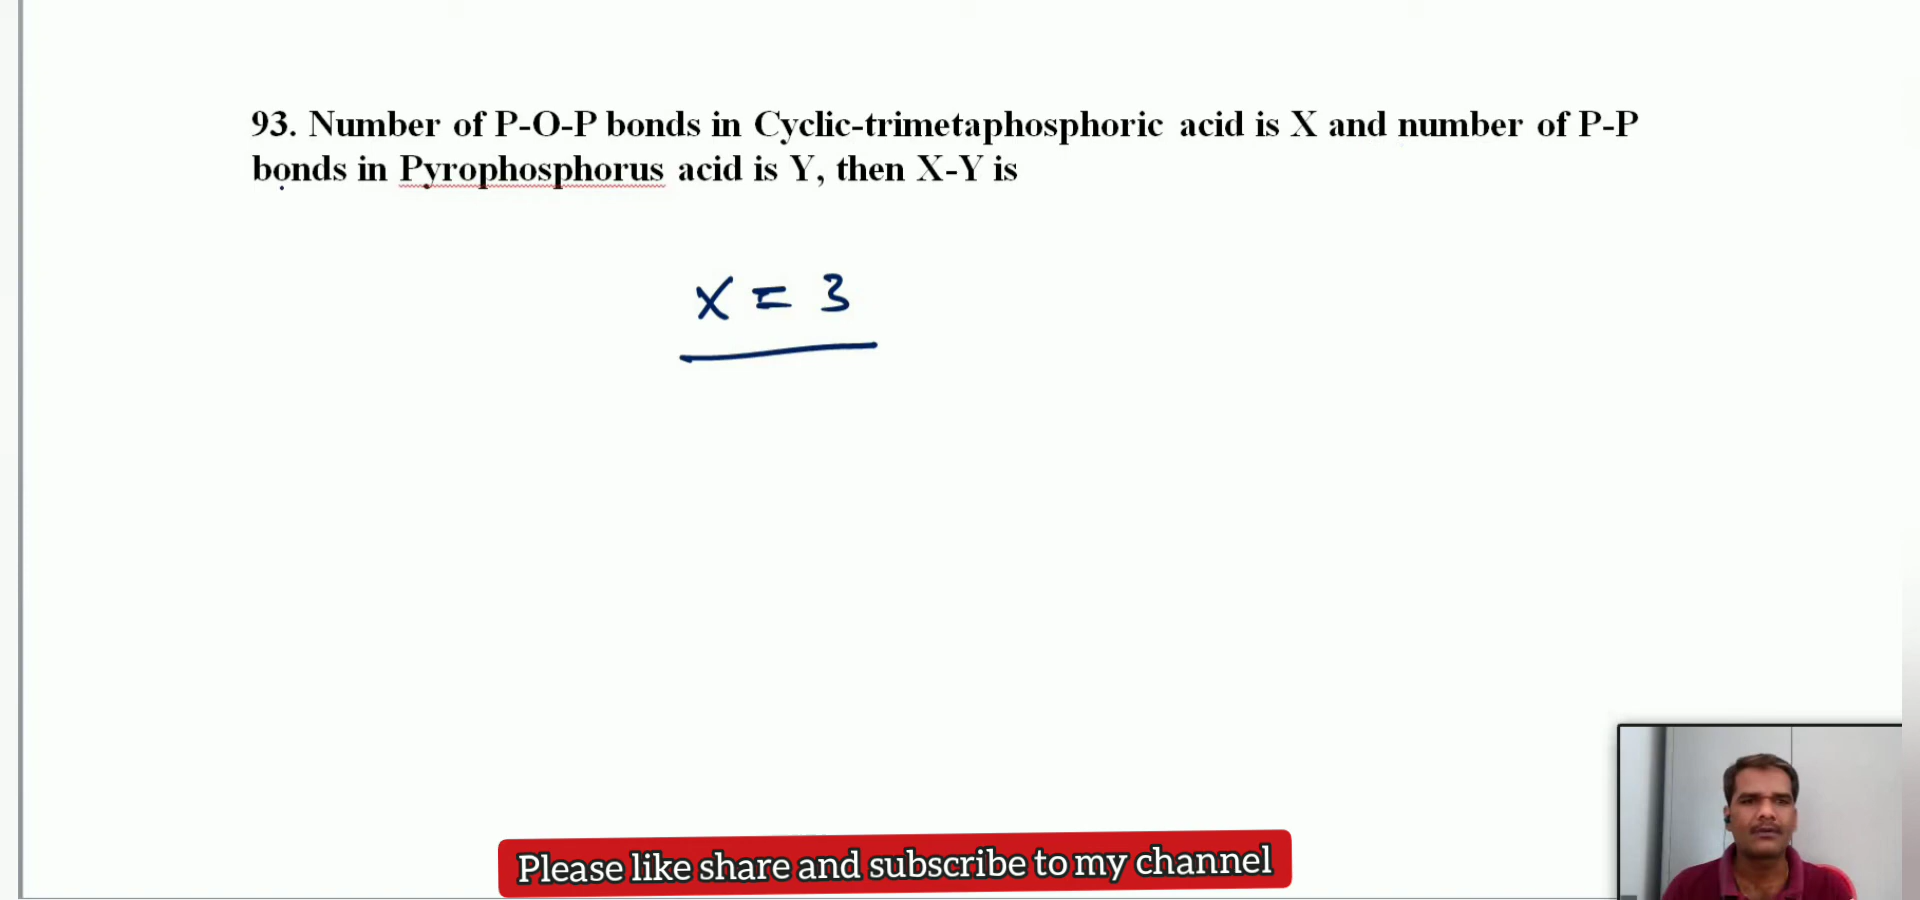 93. Number of P-O-P bonds in Cyclic-trimetaphosphoric acid is X and number of P-P
bonds in Pyrophosphorus acid is Y, then X-Y is
x = 3
Please like share and subscribe to my channel